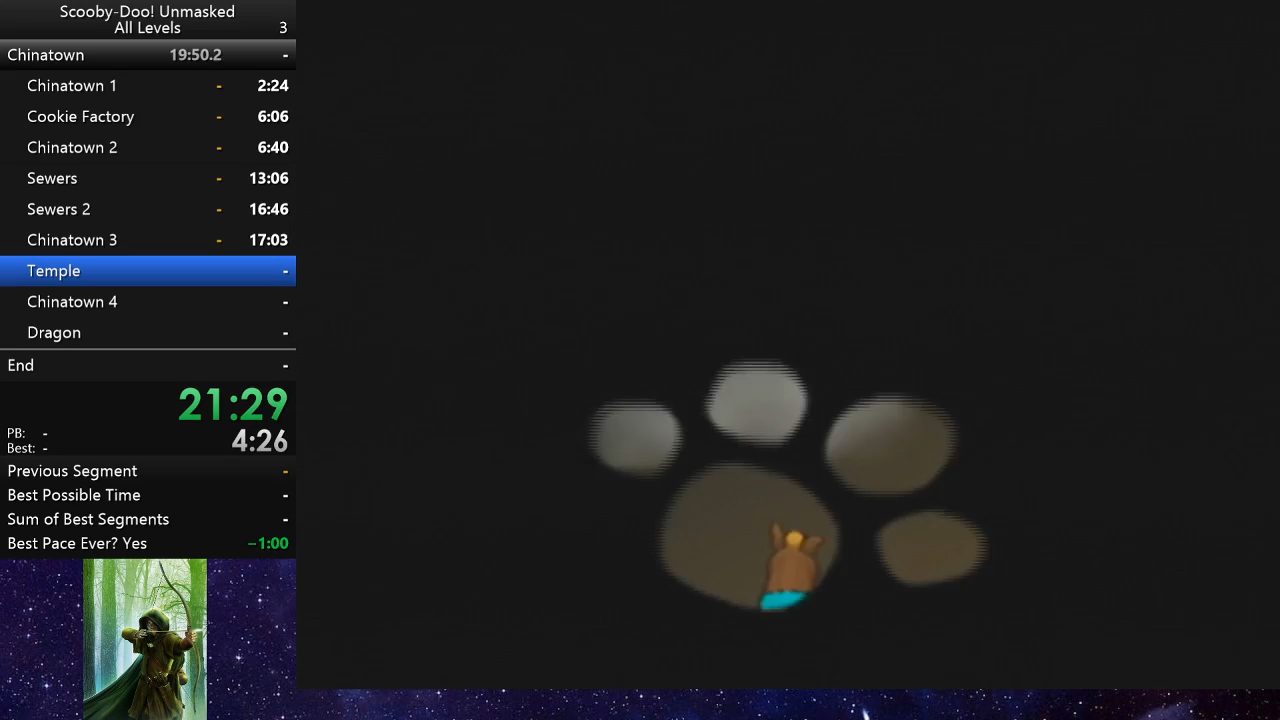 Scooby-Doo! Unmasked
All Levels 3
Chinatown 19:50.2 -
Chinatown 1 - 2:24
Cookie Factory - 6:06
Chinatown 2 - 6:40
Sewers - 13:06
Sewers 2 - 16:46
Chinatown 3 - 17:03
Temple -
Chinatown 4 -
Dragon -
End -
21:29
PB: -
Best: - 4:26
Previous Segment -
Best Possible Time -
Sum of Best Segments -
Best Pace Ever? Yes −1:00